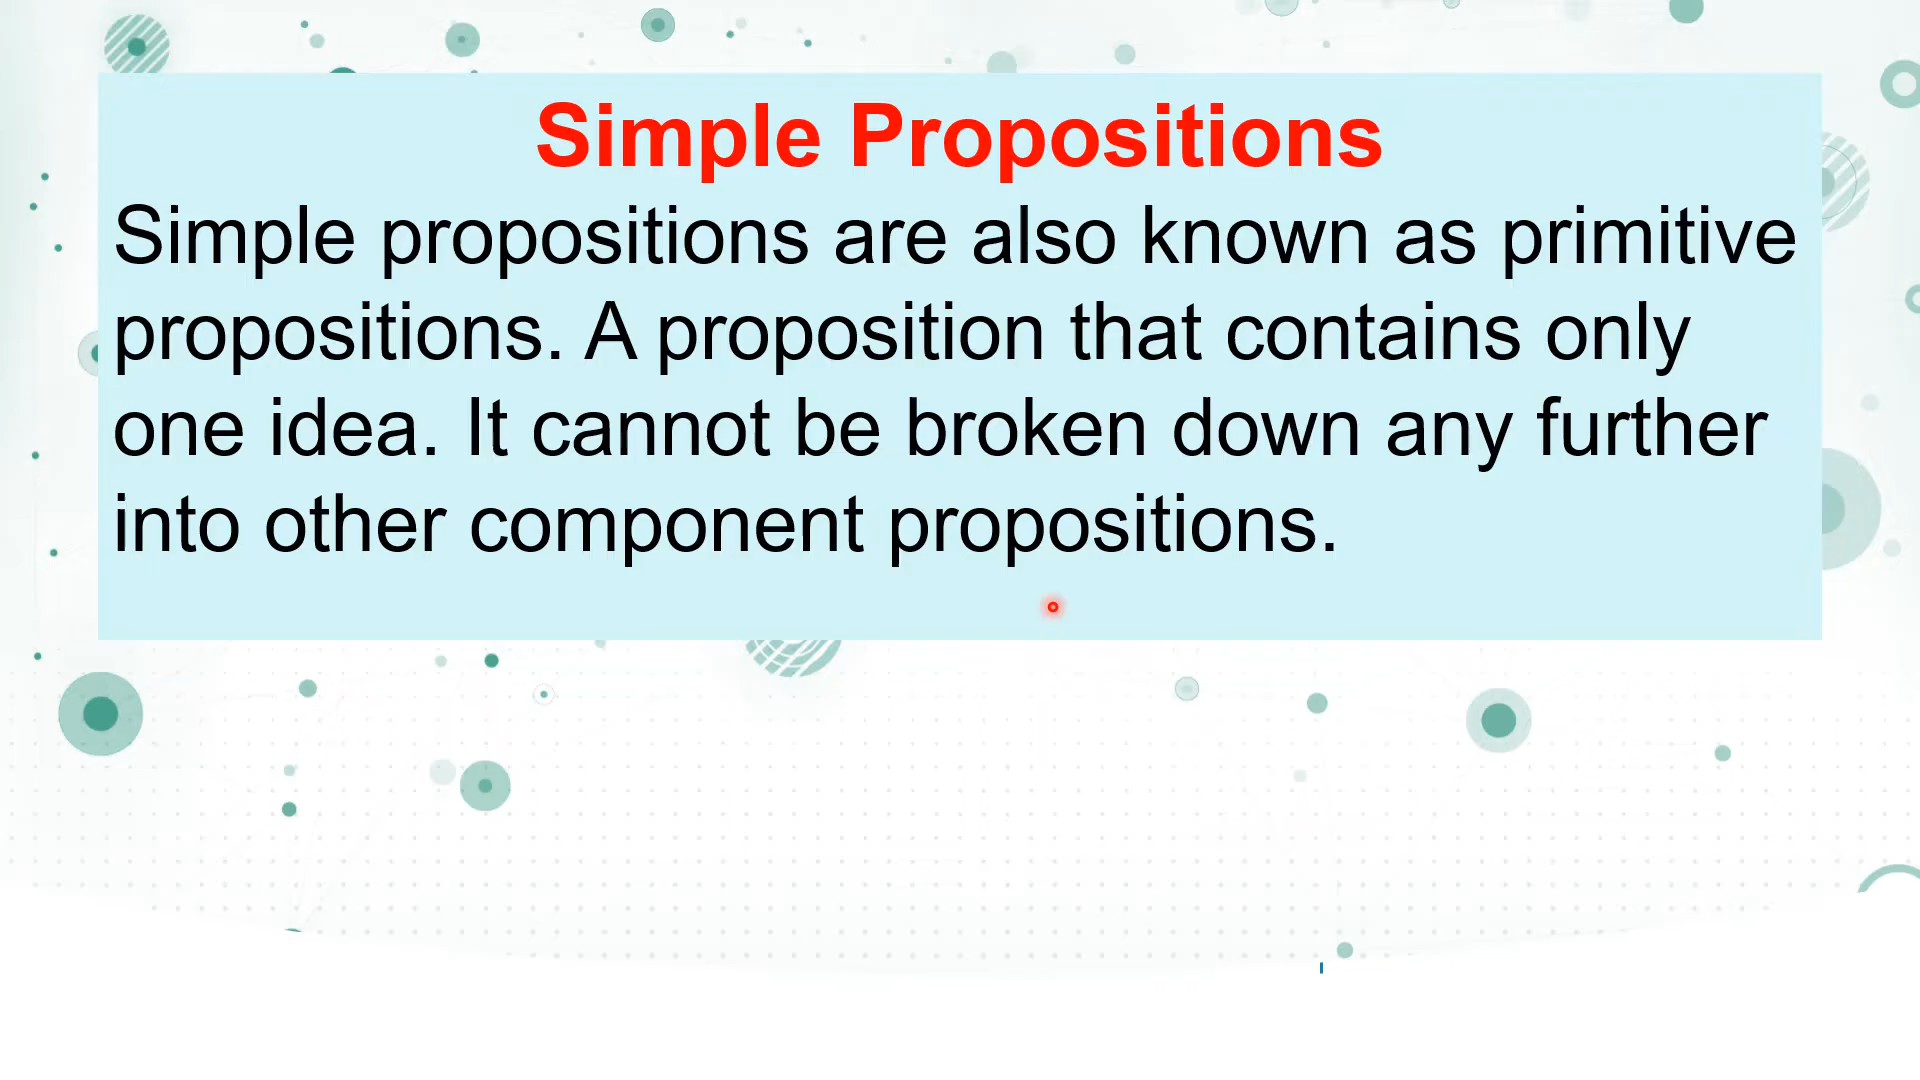 Simple Propositions
Simple propositions are also known as primitive
propositions. A proposition that contains only
one idea. It cannot be broken down any further
into other component propositions.